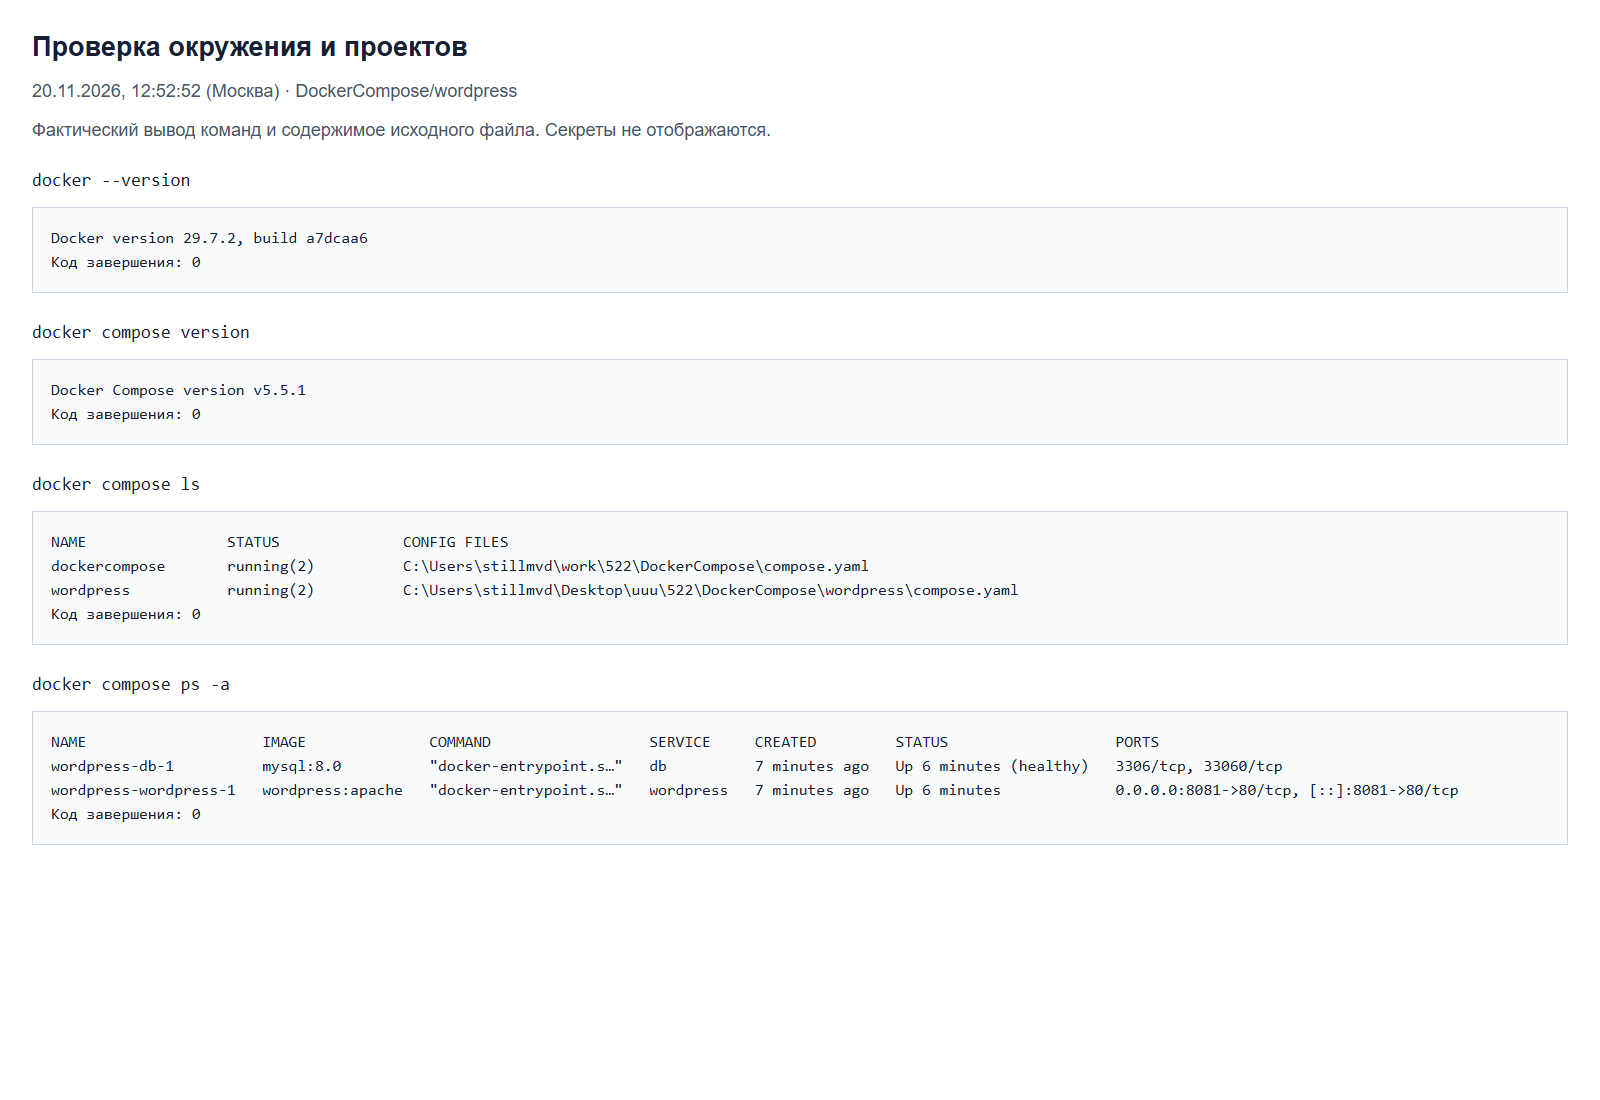 Проверка окружения и проектов
20.11.2026, 12:52:52 (Москва) · DockerCompose/wordpress
Фактический вывод команд и содержимое исходного файла. Секреты не отображаются.
docker --version
Docker version 29.7.2, build a7dcaa6
Код завершения: 0
docker compose version
Docker Compose version v5.5.1
Код завершения: 0
docker compose ls
NAME                STATUS              CONFIG FILES
dockercompose       running(2)          C:\Users\stillmvd\work\522\DockerCompose\compose.yaml
wordpress           running(2)          C:\Users\stillmvd\Desktop\uuu\522\DockerCompose\wordpress\compose.yaml
Код завершения: 0
docker compose ps -a
NAME                    IMAGE              COMMAND                  SERVICE     CREATED         STATUS                   PORTS
wordpress-db-1          mysql:8.0          "docker-entrypoint.s…"   db          7 minutes ago   Up 6 minutes (healthy)   3306/tcp, 33060/tcp
wordpress-wordpress-1   wordpress:apache   "docker-entrypoint.s…"   wordpress   7 minutes ago   Up 6 minutes             0.0.0.0:8081->80/tcp, [::]:8081->80/tcp
Код завершения: 0